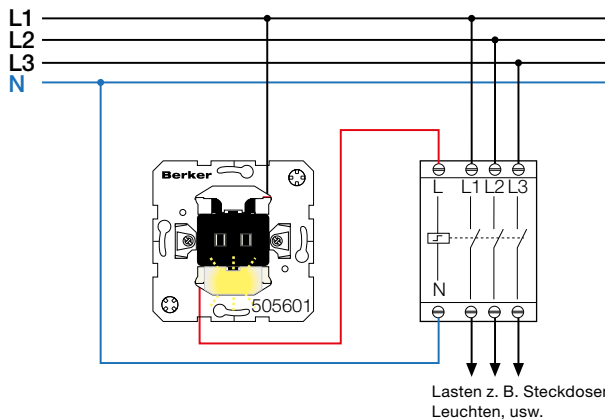 L1
L2
L3
N
Berker
505601
L L1 L2 L3
N
Lasten z. B. Steckdosen
Leuchten, usw.